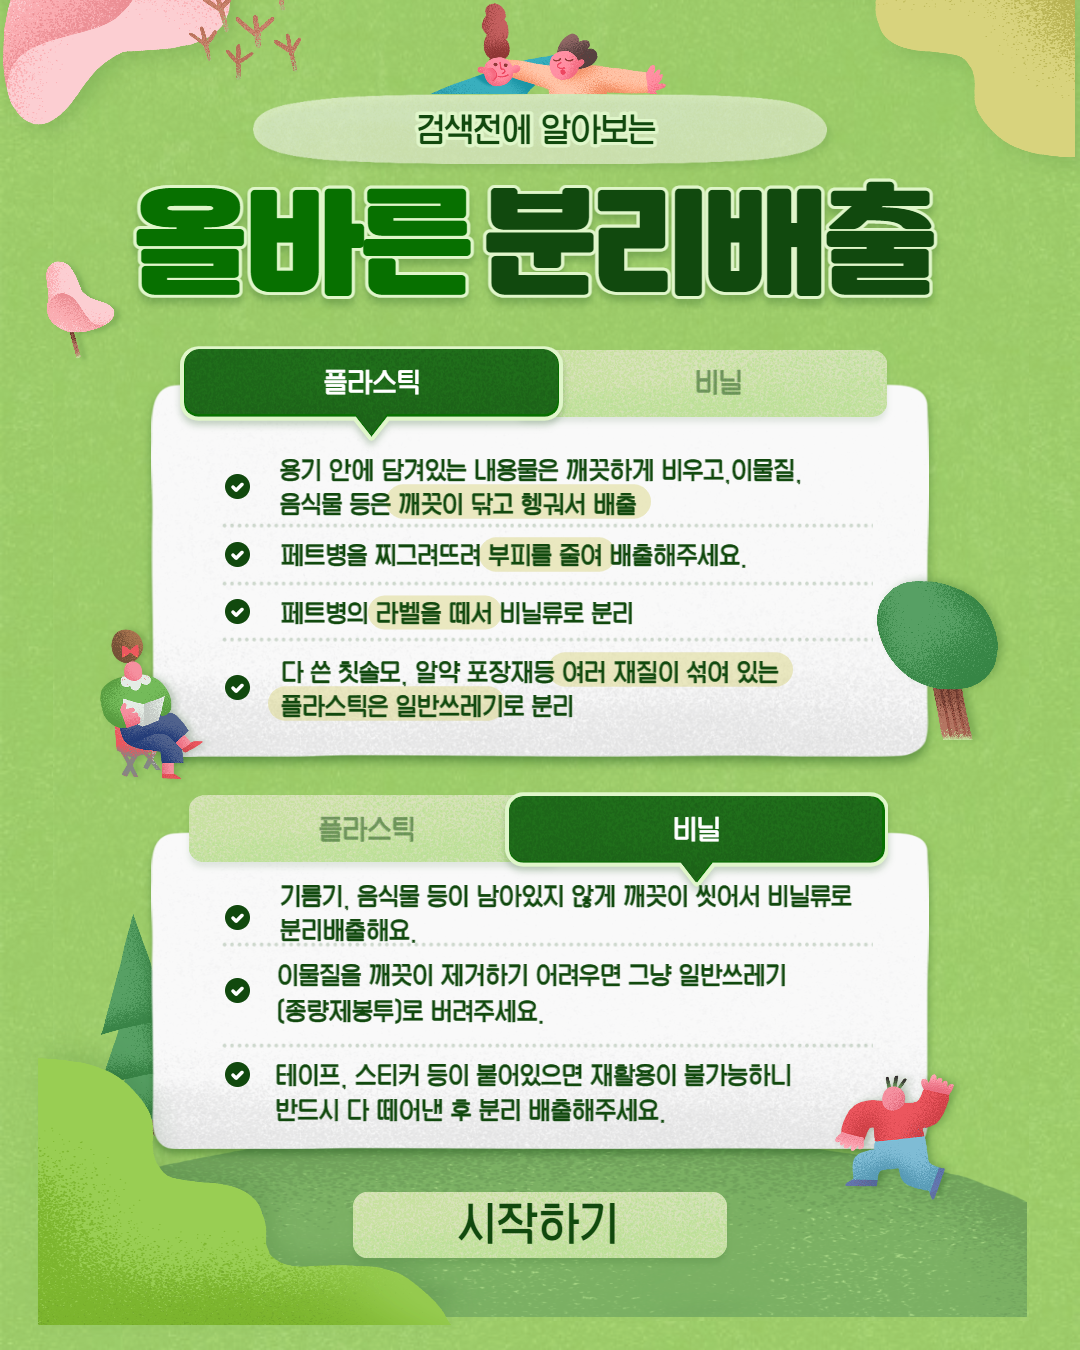 검색전에 알아보는
올바른 분리배출
플라스틱 비닐
용기 안에 담겨있는 내용물은 깨끗하게 비우고,이물질,
음식물 등은 깨끗이 닦고 헹궈서 배출
페트병을 찌그려뜨려 부피를 줄여 배출해주세요.
페트병의 라벨을 떼서 비닐류로 분리
다 쓴 칫솔모, 알약 포장재등 여러 재질이 섞여 있는
플라스틱은 일반쓰레기로 분리
플라스틱 비닐
기름기, 음식물 등이 남아있지 않게 깨끗이 씻어서 비닐류로
분리배출해요.
이물질을 깨끗이 제거하기 어려우면 그냥 일반쓰레기
(종량제봉투)로 버려주세요.
테이프, 스티커 등이 붙어있으면 재활용이 불가능하니
반드시 다 떼어낸 후 분리 배출해주세요.
시작하기